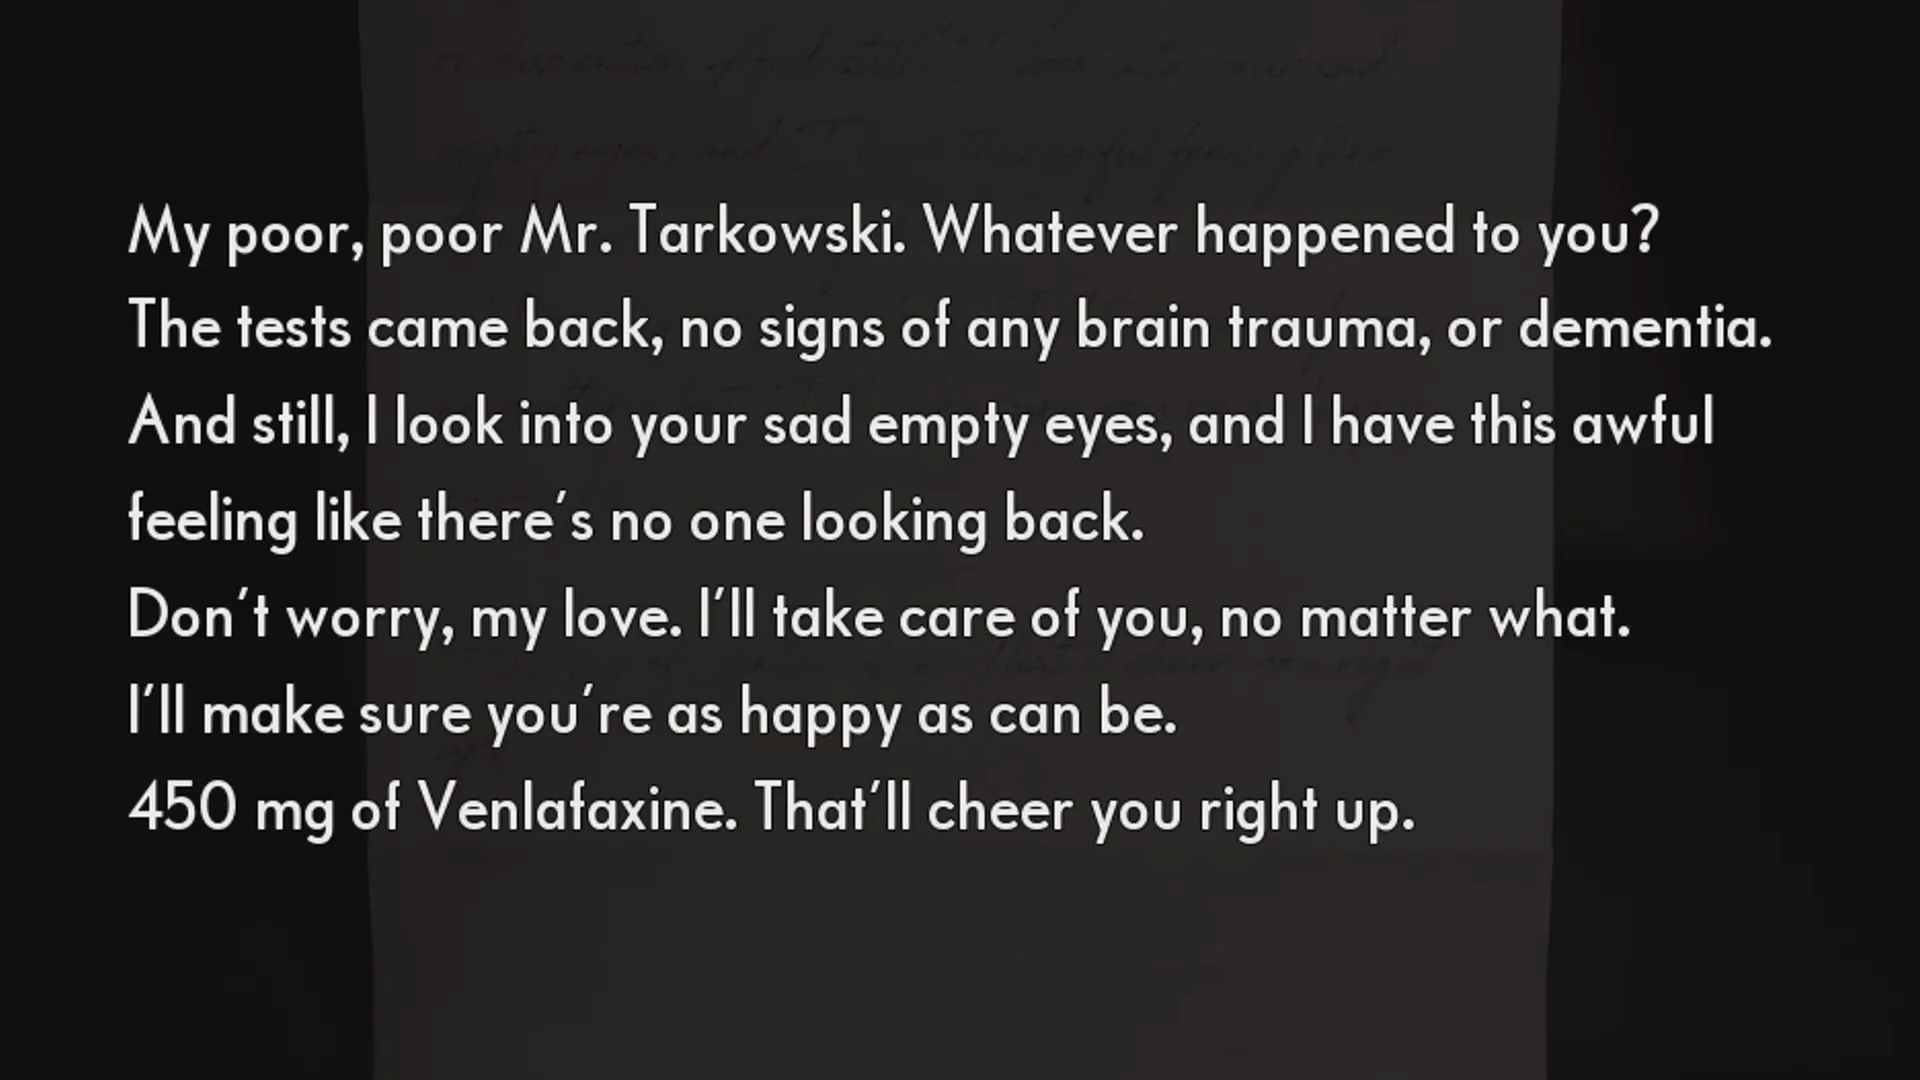 My poor, poor Mr. Tarkowski. Whatever happened to you?
The tests came back, no signs of any brain trauma, or dementia.
And still, I look into your sad empty eyes, and I have this awful
feeling like there's no one looking back.
Don't worry, my love. I'll take care of you, no matter what.
I'll make sure you're as happy as can be.
450 mg of Venlafaxine. That'll cheer you right up.